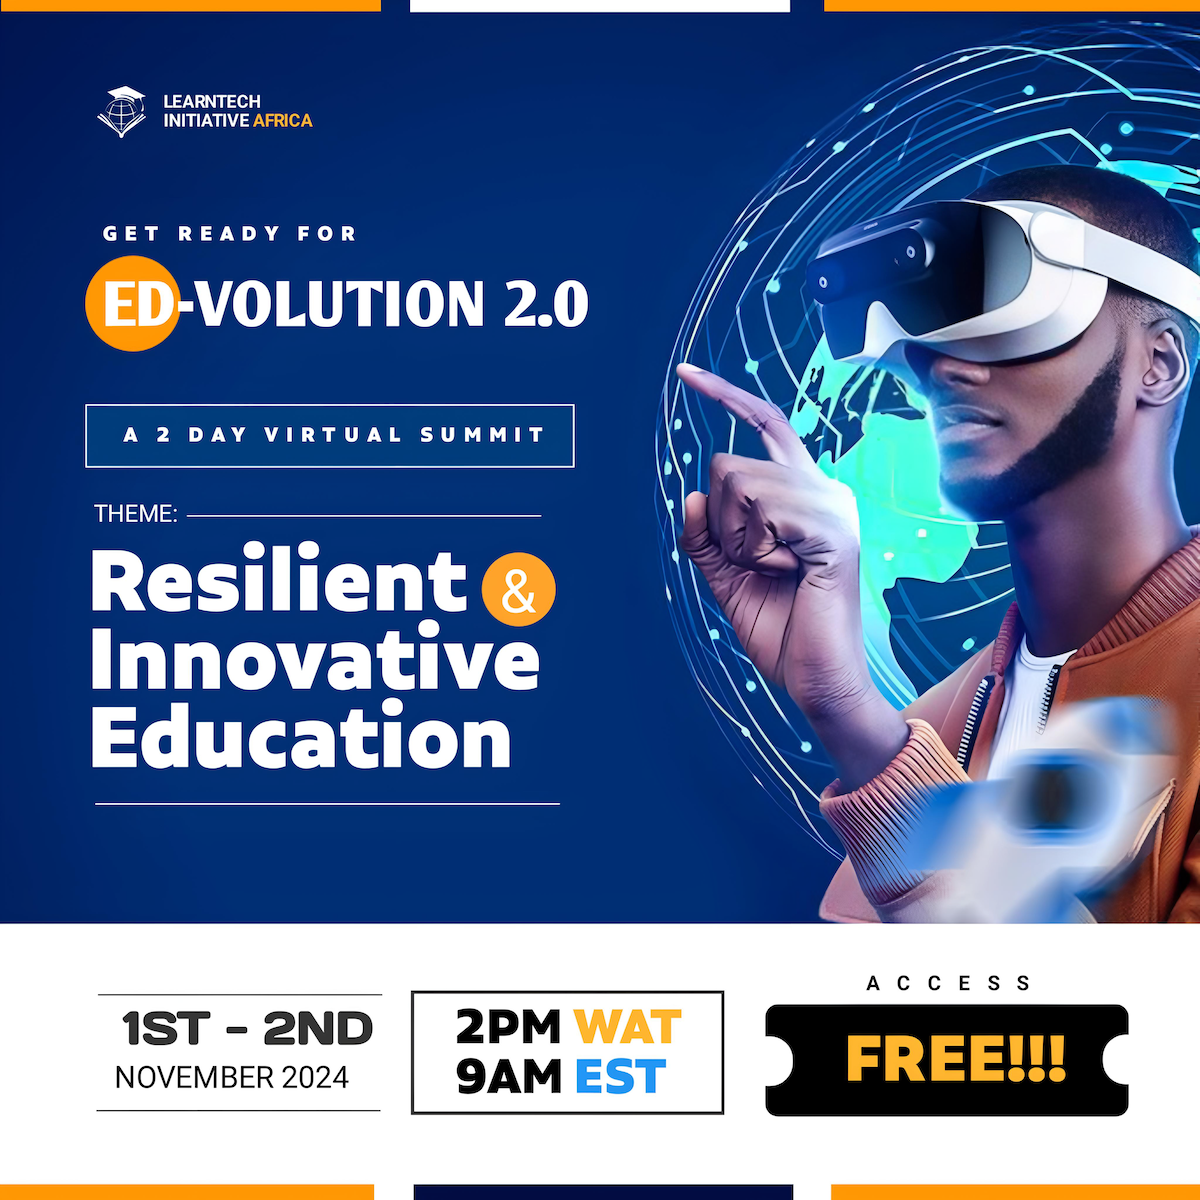 LEARNTECH
INITIATIVE AFRICA
GET READY FOR
ED-VOLUTION 2.0
A 2 DAY VIRTUAL SUMMIT
THEME:
Resilient &
Innovative
Education
1ST - 2ND
NOVEMBER 2024
2PM WAT
9AM EST
ACCESS
FREE!!!